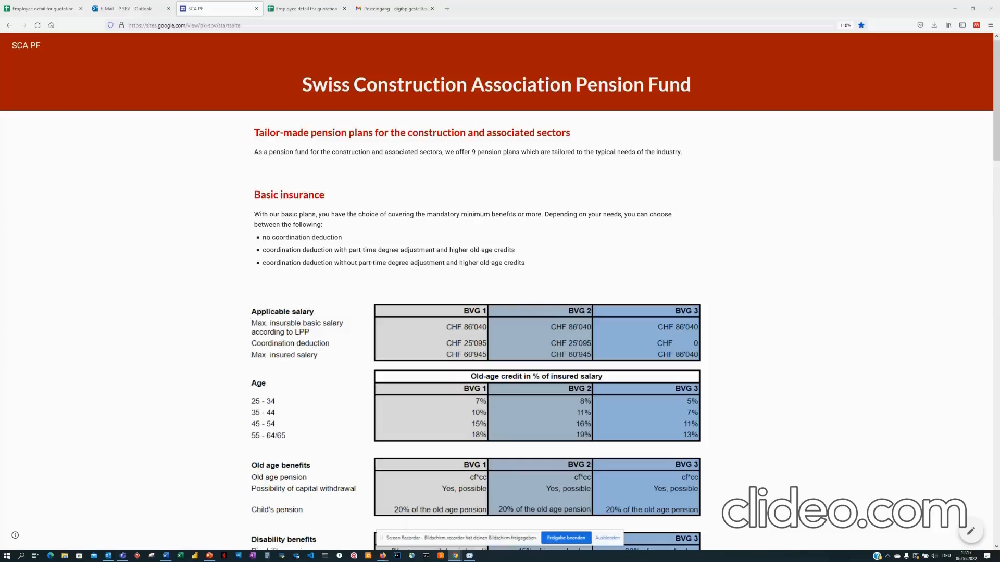 Employee detail for quotation
E-Mail – P SBV – Outlook
SCA PF
Employee detail for quotation
Posteingang - digibp.gestellter
https://sites.google.com/view/pk-sbv/startseite
110%
SCA PF
Swiss Construction Association Pension Fund
Tailor-made pension plans for the construction and associated sectors
As a pension fund for the construction and associated sectors, we offer 9 pension plans which are tailored to the typical needs of the industry.
Basic insurance
With our basic plans, you have the choice of covering the mandatory minimum benefits or more. Depending on your needs, you can choose
between the following:
no coordination deduction
coordination deduction with part-time degree adjustment and higher old-age credits
coordination deduction without part-time degree adjustment and higher old-age credits
Applicable salary BVG 1 BVG 2 BVG 3
Max. insurable basic salary
according to LPP CHF 86'040 CHF 86'040 CHF 86'040
Coordination deduction CHF 25'095 CHF 25'095 CHF 0
Max. insured salary CHF 60'945 CHF 60'945 CHF 86'040
Old-age credit in % of insured salary
Age BVG 1 BVG 2 BVG 3
25 - 34 7% 8% 5%
35 - 44 10% 11% 7%
45 - 54 15% 16% 11%
55 - 64/65 18% 19% 13%
Old age benefits BVG 1 BVG 2 BVG 3
Old age pension cf*cc cf*cc cf*cc
Possibility of capital withdrawal Yes, possible Yes, possible Yes, possible
Child's pension 20% of the old age pension 20% of the old age pension 20% of the old age pension
clideo.com
Disability benefits BVG 3
Screen Recorder - Bildschirm recorder hat deinen Bildschirm freigegeben. Freigabe beenden Ausblenden
DEU
12:17
06.06.2022